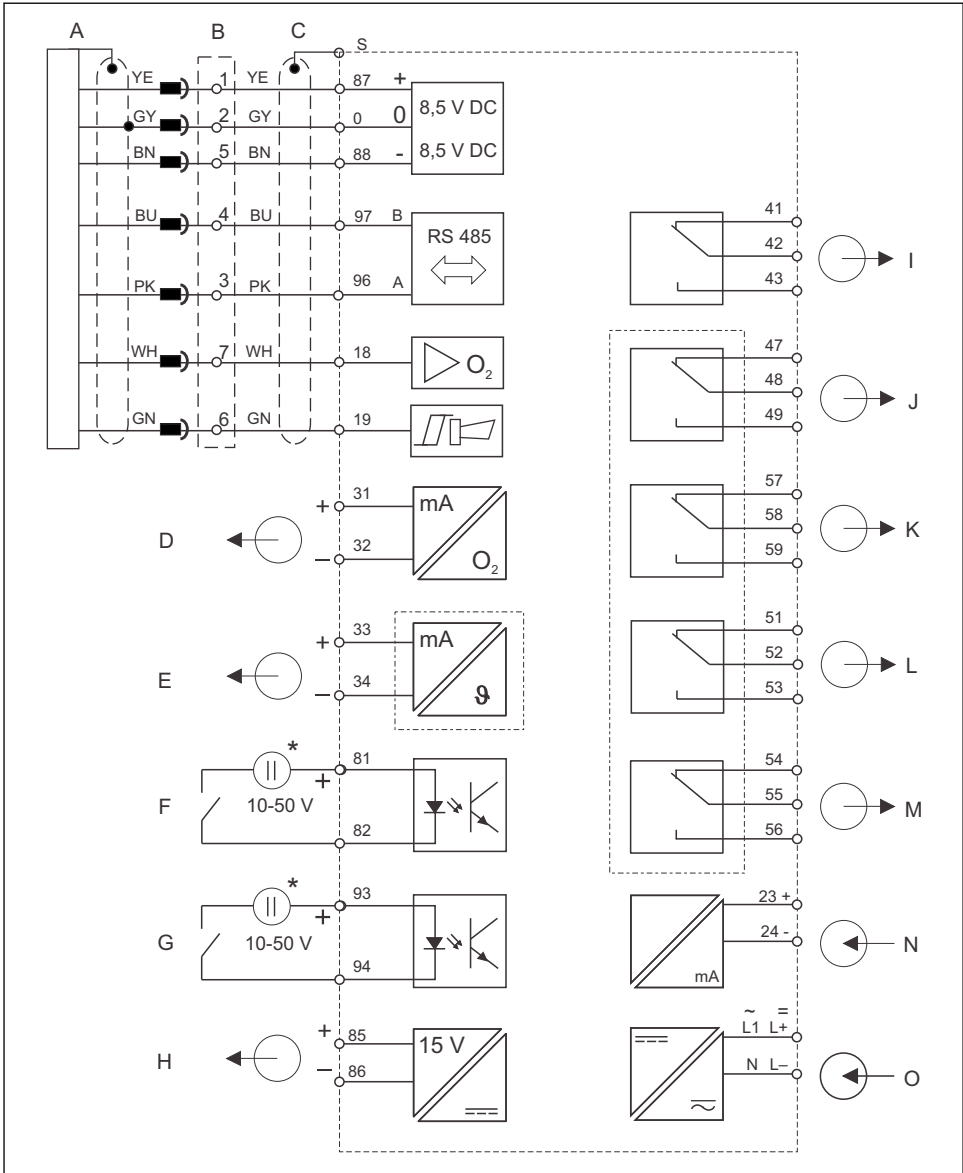 A B C
S
YE 1 YE 87 +
8,5 V DC
GY 2 GY 0 0
BN 5 BN 88 -
8,5 V DC
BU 4 BU 97 B
RS 485
PK 3 PK 96 A
WH 7 WH 18
O₂
GN 6 GN 19
D
+ 31
mA
− 32
O₂
E
+ 33
mA
− 34
ϑ
F
*
+ 81
10-50 V
82
G
*
+ 93
10-50 V
94
H
+ 85
15 V
− 86
41
42 I
43
47
48 J
49
57
58 K
59
51
52 L
53
54
55 M
56
23 +
24 - N
mA
~ =
L1 L+
N L– O